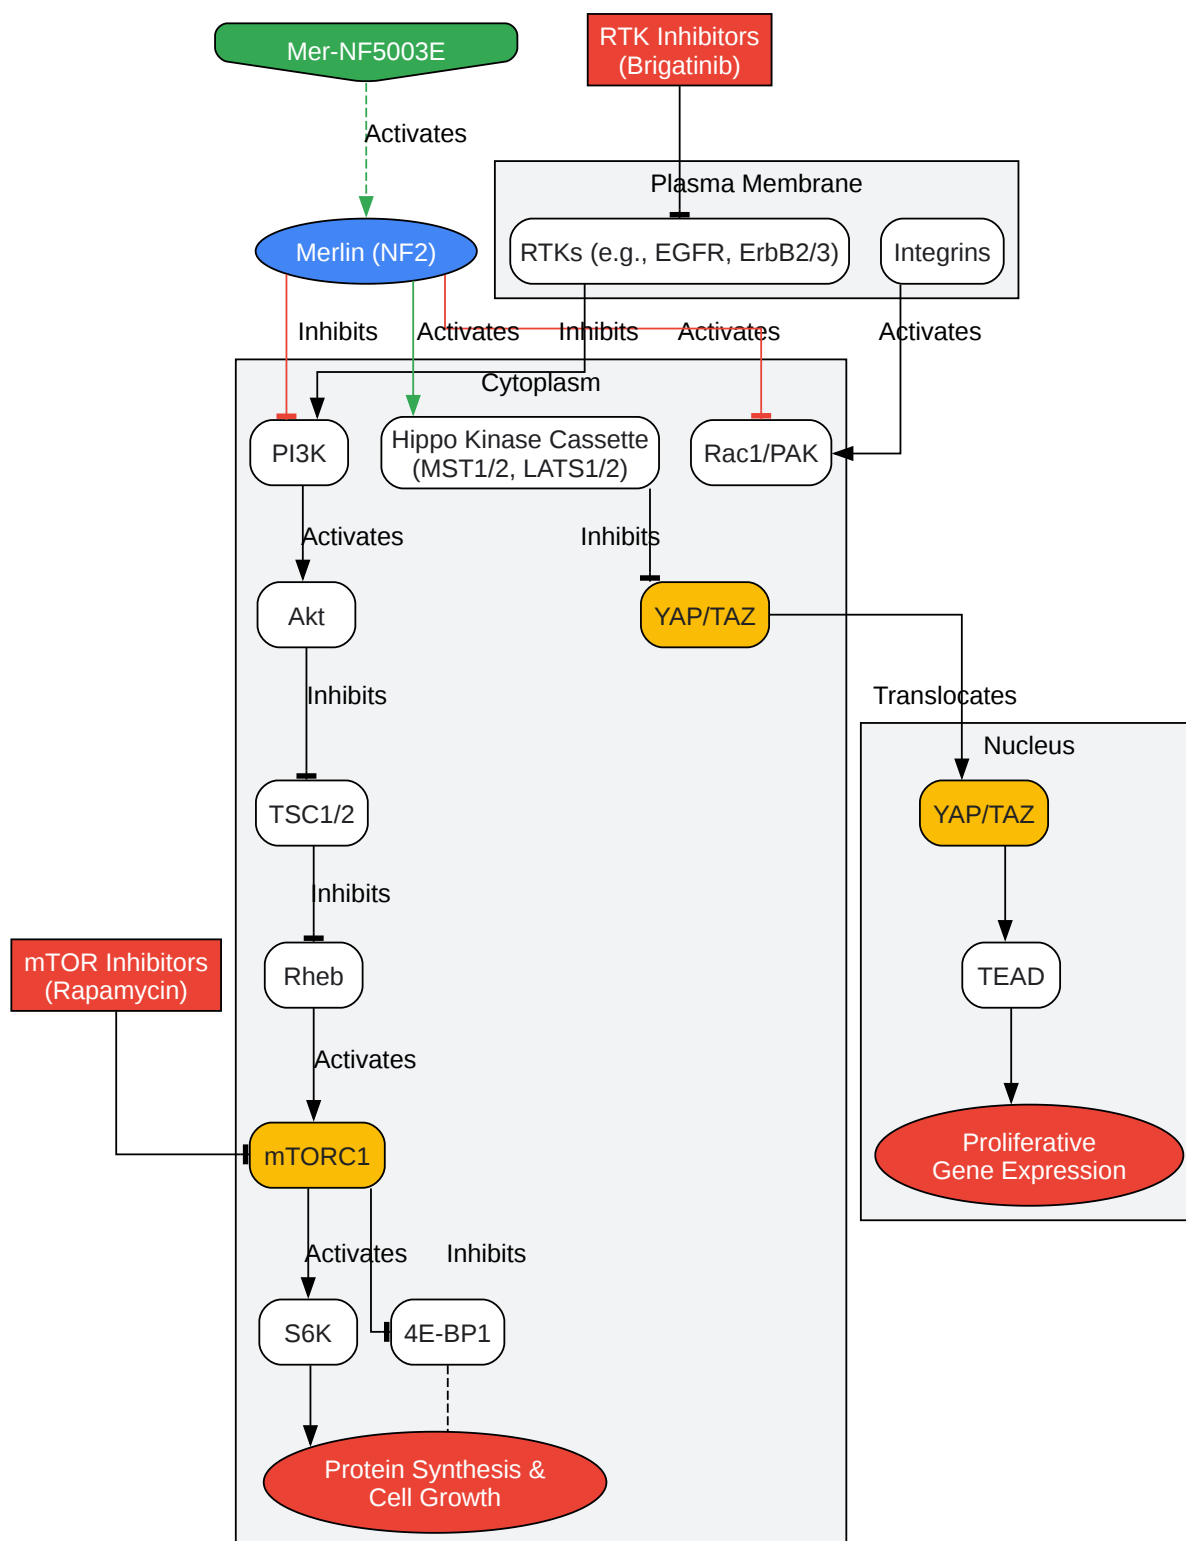 Mer-NF5003E
RTK Inhibitors
(Brigatinib)
Activates
Plasma Membrane
Merlin (NF2)
RTKs (e.g., EGFR, ErbB2/3)
Integrins
Inhibits
Activates
Inhibits
Activates
Activates
Cytoplasm
PI3K
Hippo Kinase Cassette
(MST1/2, LATS1/2)
Rac1/PAK
Activates
Inhibits
Akt
YAP/TAZ
Inhibits
Translocates
Nucleus
TSC1/2
YAP/TAZ
Inhibits
mTOR Inhibitors
(Rapamycin)
Rheb
TEAD
Activates
mTORC1
Proliferative
Gene Expression
Activates
Inhibits
S6K
4E-BP1
Protein Synthesis &
Cell Growth